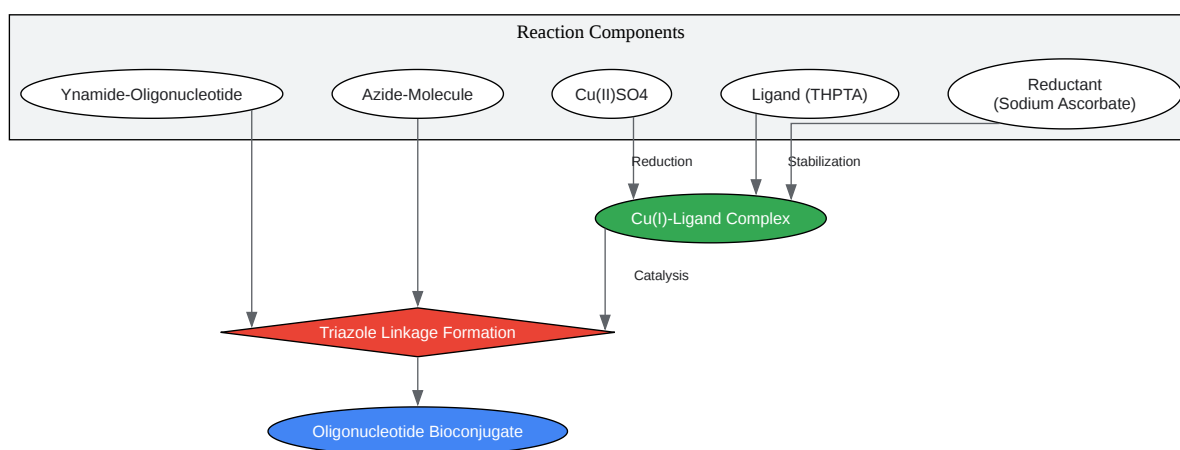 Reaction Components
Ynamide-Oligonucleotide
Azide-Molecule
Cu(II)SO4
Ligand (THPTA)
Reductant
(Sodium Ascorbate)
Reduction
Stabilization
Cu(I)-Ligand Complex
Catalysis
Triazole Linkage Formation
Oligonucleotide Bioconjugate